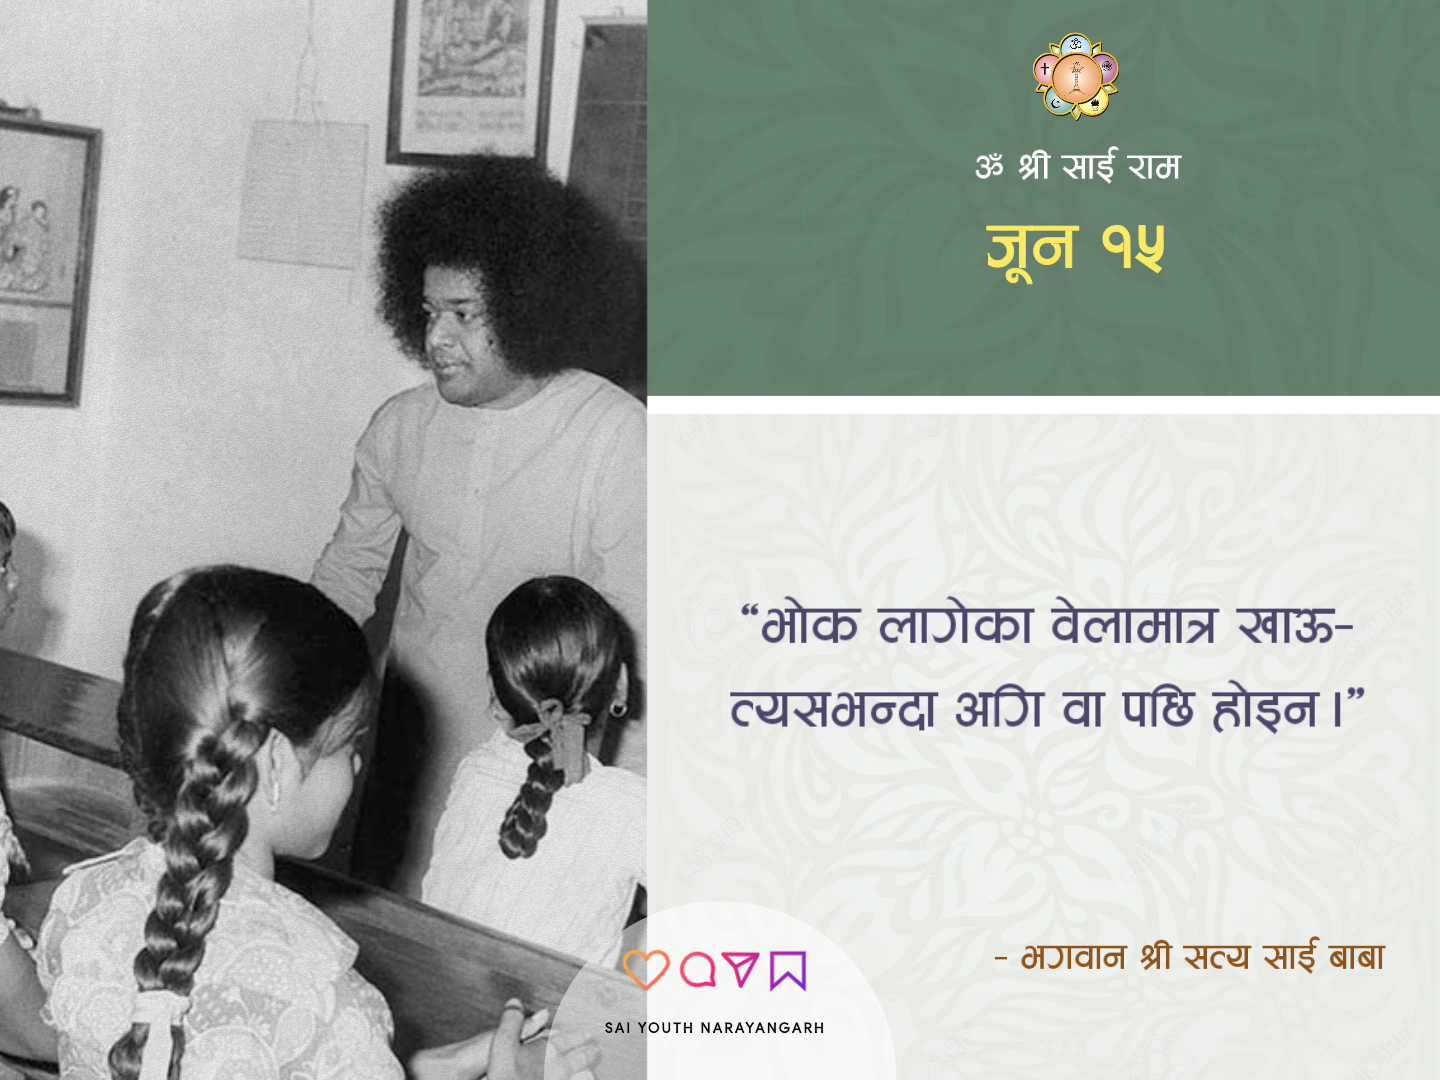 ॐ श्री साई राम
जून १५
“भोक लागेका वेलामात्र खाऊ-
त्यसभन्दा अगि वा पछि होइन ।”
- भगवान श्री सत्य साई बाबा
SAI YOUTH NARAYANGARH